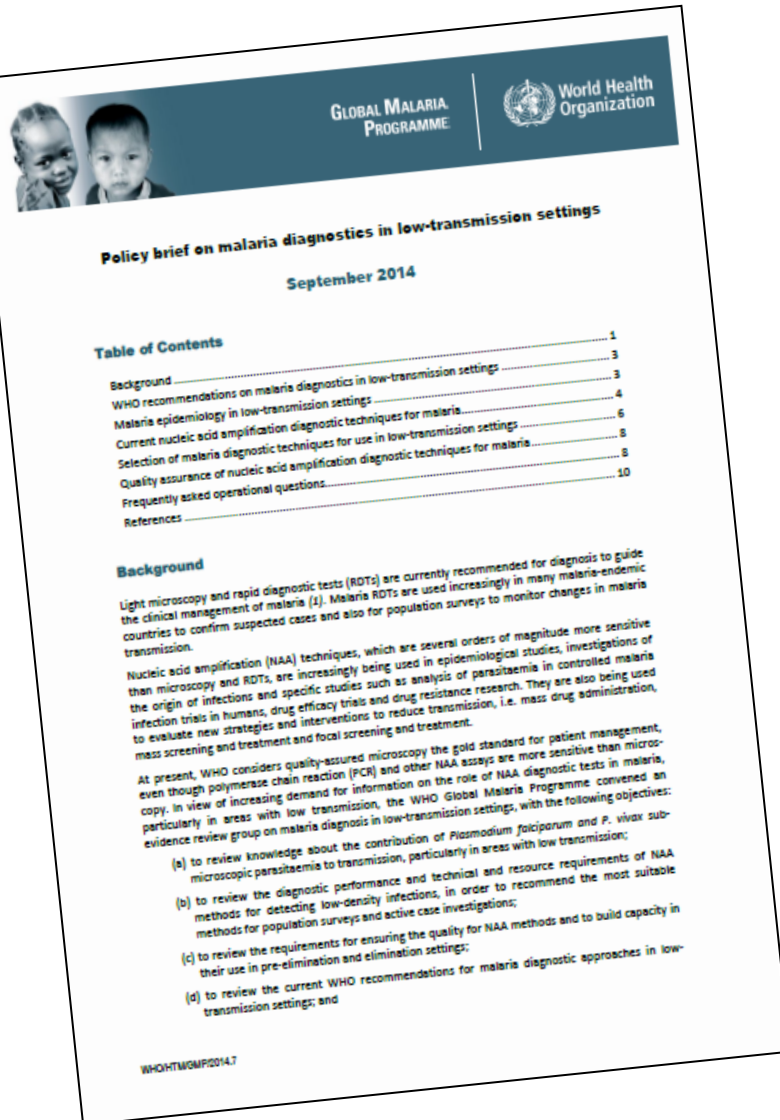 GLOBAL MALARIA
PROGRAMME
World Health
Organization
Policy brief on malaria diagnostics in low-transmission settings
September 2014
Table of Contents
Background ... 1
WHO recommendations on malaria diagnostics in low-transmission settings ... 3
Malaria epidemiology in low-transmission settings ... 3
Current nucleic acid amplification diagnostic techniques for malaria ... 4
Selection of malaria diagnostic techniques for use in low-transmission settings ... 6
Quality assurance of nucleic acid amplification diagnostic techniques for malaria ... 8
Frequently asked operational questions ... 8
References ... 10
Background
Light microscopy and rapid diagnostic tests (RDTs) are currently recommended for diagnosis to guide
the clinical management of malaria (1). Malaria RDTs are used increasingly in many malaria-endemic
countries to confirm suspected cases and also for population surveys to monitor changes in malaria
transmission.
Nucleic acid amplification (NAA) techniques, which are several orders of magnitude more sensitive
than microscopy and RDTs, are increasingly being used in epidemiological studies, investigations of
the origin of infections and specific studies such as analysis of parasitaemia in controlled malaria
infection trials in humans, drug efficacy trials and drug resistance research. They are also being used
to evaluate new strategies and interventions to reduce transmission, i.e. mass drug administration,
mass screening and treatment and focal screening and treatment.
At present, WHO considers quality-assured microscopy the gold standard for patient management,
even though polymerase chain reaction (PCR) and other NAA assays are more sensitive than micros-
copy. In view of increasing demand for information on the role of NAA diagnostic tests in malaria,
particularly in areas with low transmission, the WHO Global Malaria Programme convened an
evidence review group on malaria diagnosis in low-transmission settings, with the following objectives:
(a) to review knowledge about the contribution of Plasmodium falciparum and P. vivax sub-
microscopic parasitaemia to transmission, particularly in areas with low transmission;
(b) to review the diagnostic performance and technical and resource requirements of NAA
methods for detecting low-density infections, in order to recommend the most suitable
methods for population surveys and active case investigations;
(c) to review the requirements for ensuring the quality for NAA methods and to build capacity in
their use in pre-elimination and elimination settings;
(d) to review the current WHO recommendations for malaria diagnostic approaches in low-
transmission settings; and
WHO/HTM/GMP/2014.7